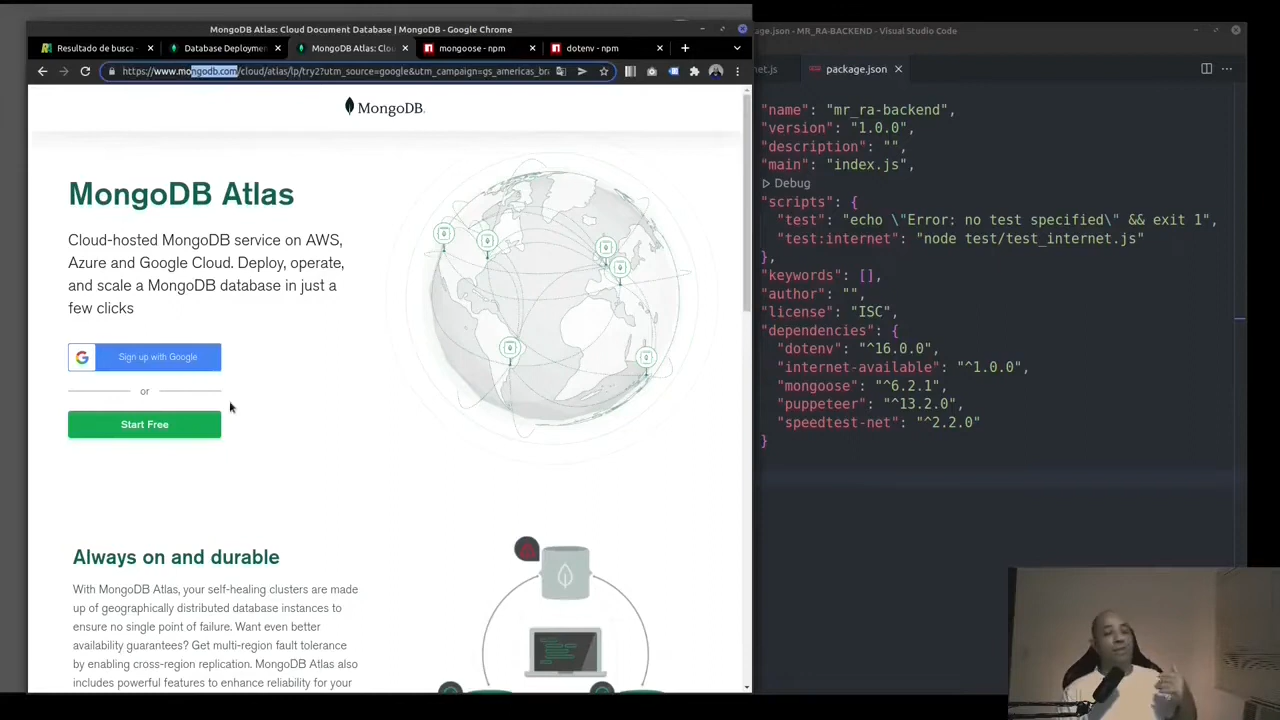 MongoDB Atlas: Cloud Document Database | MongoDB - Google Chrome
Resultado de busca -
Database Deploymen
MongoDB Atlas: Clo
mongoose - npm
dotenv - npm
https://www.mongodb.com/cloud/atlas/lp/try2?utm_source=google&utm_campaign=gs_americas_br
MongoDB.
MongoDB Atlas
Cloud-hosted MongoDB service on AWS,
Azure and Google Cloud. Deploy, operate,
and scale a MongoDB database in just a
few clicks
Sign up with Google
or
Start Free
Always on and durable
With MongoDB Atlas, your self-healing clusters are made
up of geographically distributed database instances to
ensure no single point of failure. Want even better
availability guarantees? Get multi-region fault tolerance
by enabling cross-region replication. MongoDB Atlas also
includes powerful features to enhance reliability for your
age.json - MR_RA-BACKEND - Visual Studio Code
net.js
package.json
"name": "mr_ra-backend",
"version": "1.0.0",
"description": "",
"main": "index.js",
Debug
"scripts": {
"test": "echo \"Error: no test specified\" && exit 1",
"test:internet": "node test/test_internet.js"
},
"keywords": [],
"author": "",
"license": "ISC",
"dependencies": {
"dotenv": "^16.0.0",
"internet-available": "^1.0.0",
"mongoose": "^6.2.1",
"puppeteer": "^13.2.0",
"speedtest-net": "^2.2.0"
}